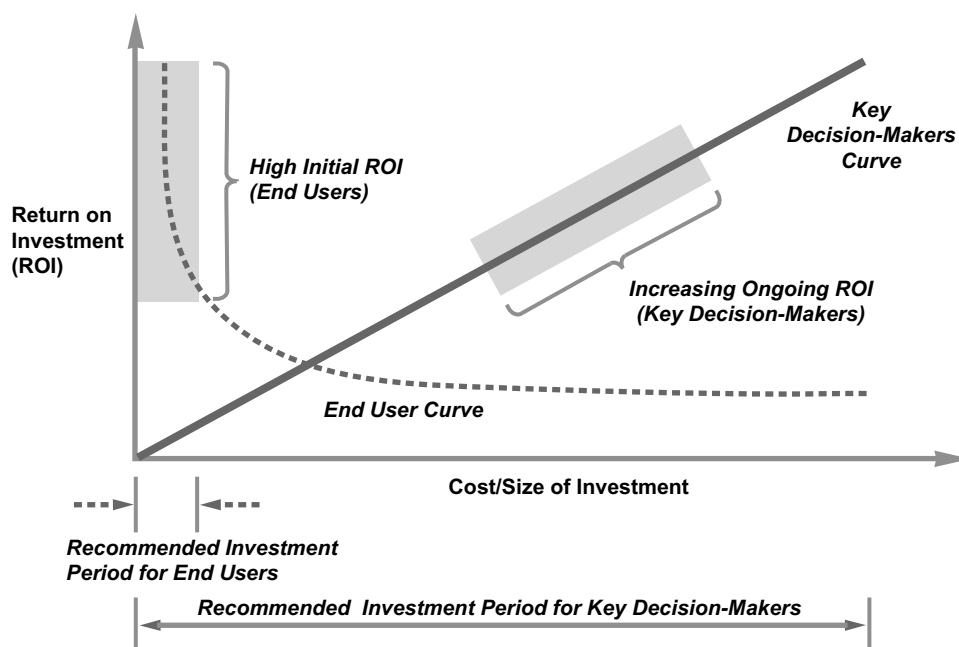 Key
Decision-Makers
Curve
High Initial ROI
(End Users)
Return on
Investment
(ROI)
Increasing Ongoing ROI
(Key Decision-Makers)
End User Curve
Cost/Size of Investment
Recommended Investment
Period for End Users
Recommended Investment Period for Key Decision-Makers